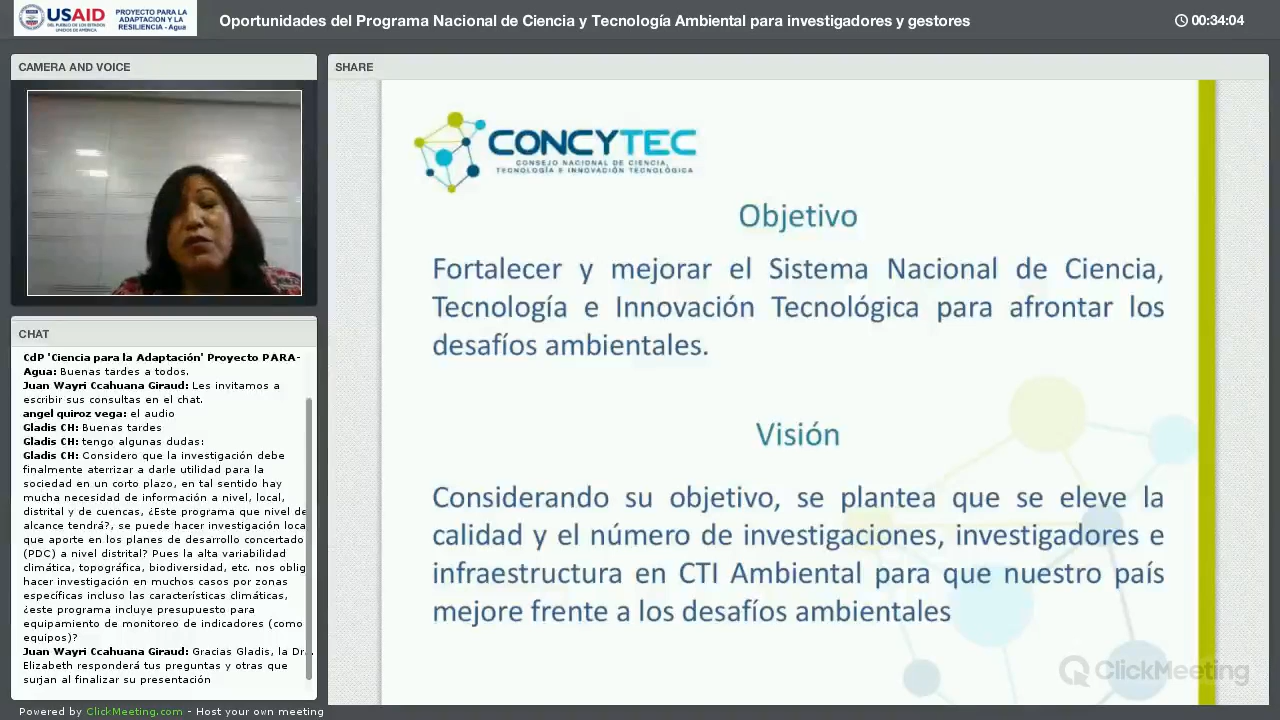 USAID
DEL PUEBLO DE LOS ESTADOS
UNIDOS DE AMÉRICA
PROYECTO PARA LA
ADAPTACIÓN Y LA
RESILIENCIA - Agua
Oportunidades del Programa Nacional de Ciencia y Tecnología Ambiental para investigadores y gestores
00:34:04
CAMERA AND VOICE
CHAT
CdP 'Ciencia para la Adaptación' Proyecto PARA-
Agua: Buenas tardes a todos.
Juan Wayri Ccahuana Giraud: Les invitamos a
escribir sus consultas en el chat.
angel quiroz vega: el audio
Gladis CH: Buenas tardes
Gladis CH: tengo algunas dudas:
Gladis CH: Considero que la investigación debe
finalmente aterrizar a darle utilidad para la
sociedad en un corto plazo, en tal sentido hay
mucha necesidad de información a nivel, local,
distrital y de cuencas, ¿Este programa que nivel de
alcance tendrá?, se puede hacer investigación loca
que aporte en los planes de desarrollo concertado
(PDC) a nivel distrital? Pues la alta variabilidad
climática, topográfica, biodiversidad, etc. nos oblig
hacer investigación en muchos casos por zonas
específicas incluso las características climáticas,
¿este programa incluye presupuesto para
equipamiento de monitoreo de indicadores (como
equipos)?
Juan Wayri Ccahuana Giraud: Gracias Gladis, la Dr.
Elizabeth responderá tus preguntas y otras que
surjan al finalizar su presentación
SHARE
CONCYTEC
CONSEJO NACIONAL DE CIENCIA,
TECNOLOGÍA E INNOVACIÓN TECNOLÓGICA
Objetivo
Fortalecer y mejorar el Sistema Nacional de Ciencia,
Tecnología e Innovación Tecnológica para afrontar los
desafíos ambientales.
Visión
Considerando su objetivo, se plantea que se eleve la
calidad y el número de investigaciones, investigadores e
infraestructura en CTI Ambiental para que nuestro país
mejore frente a los desafíos ambientales
ClickMeeting
Powered by ClickMeeting.com - Host your own meeting